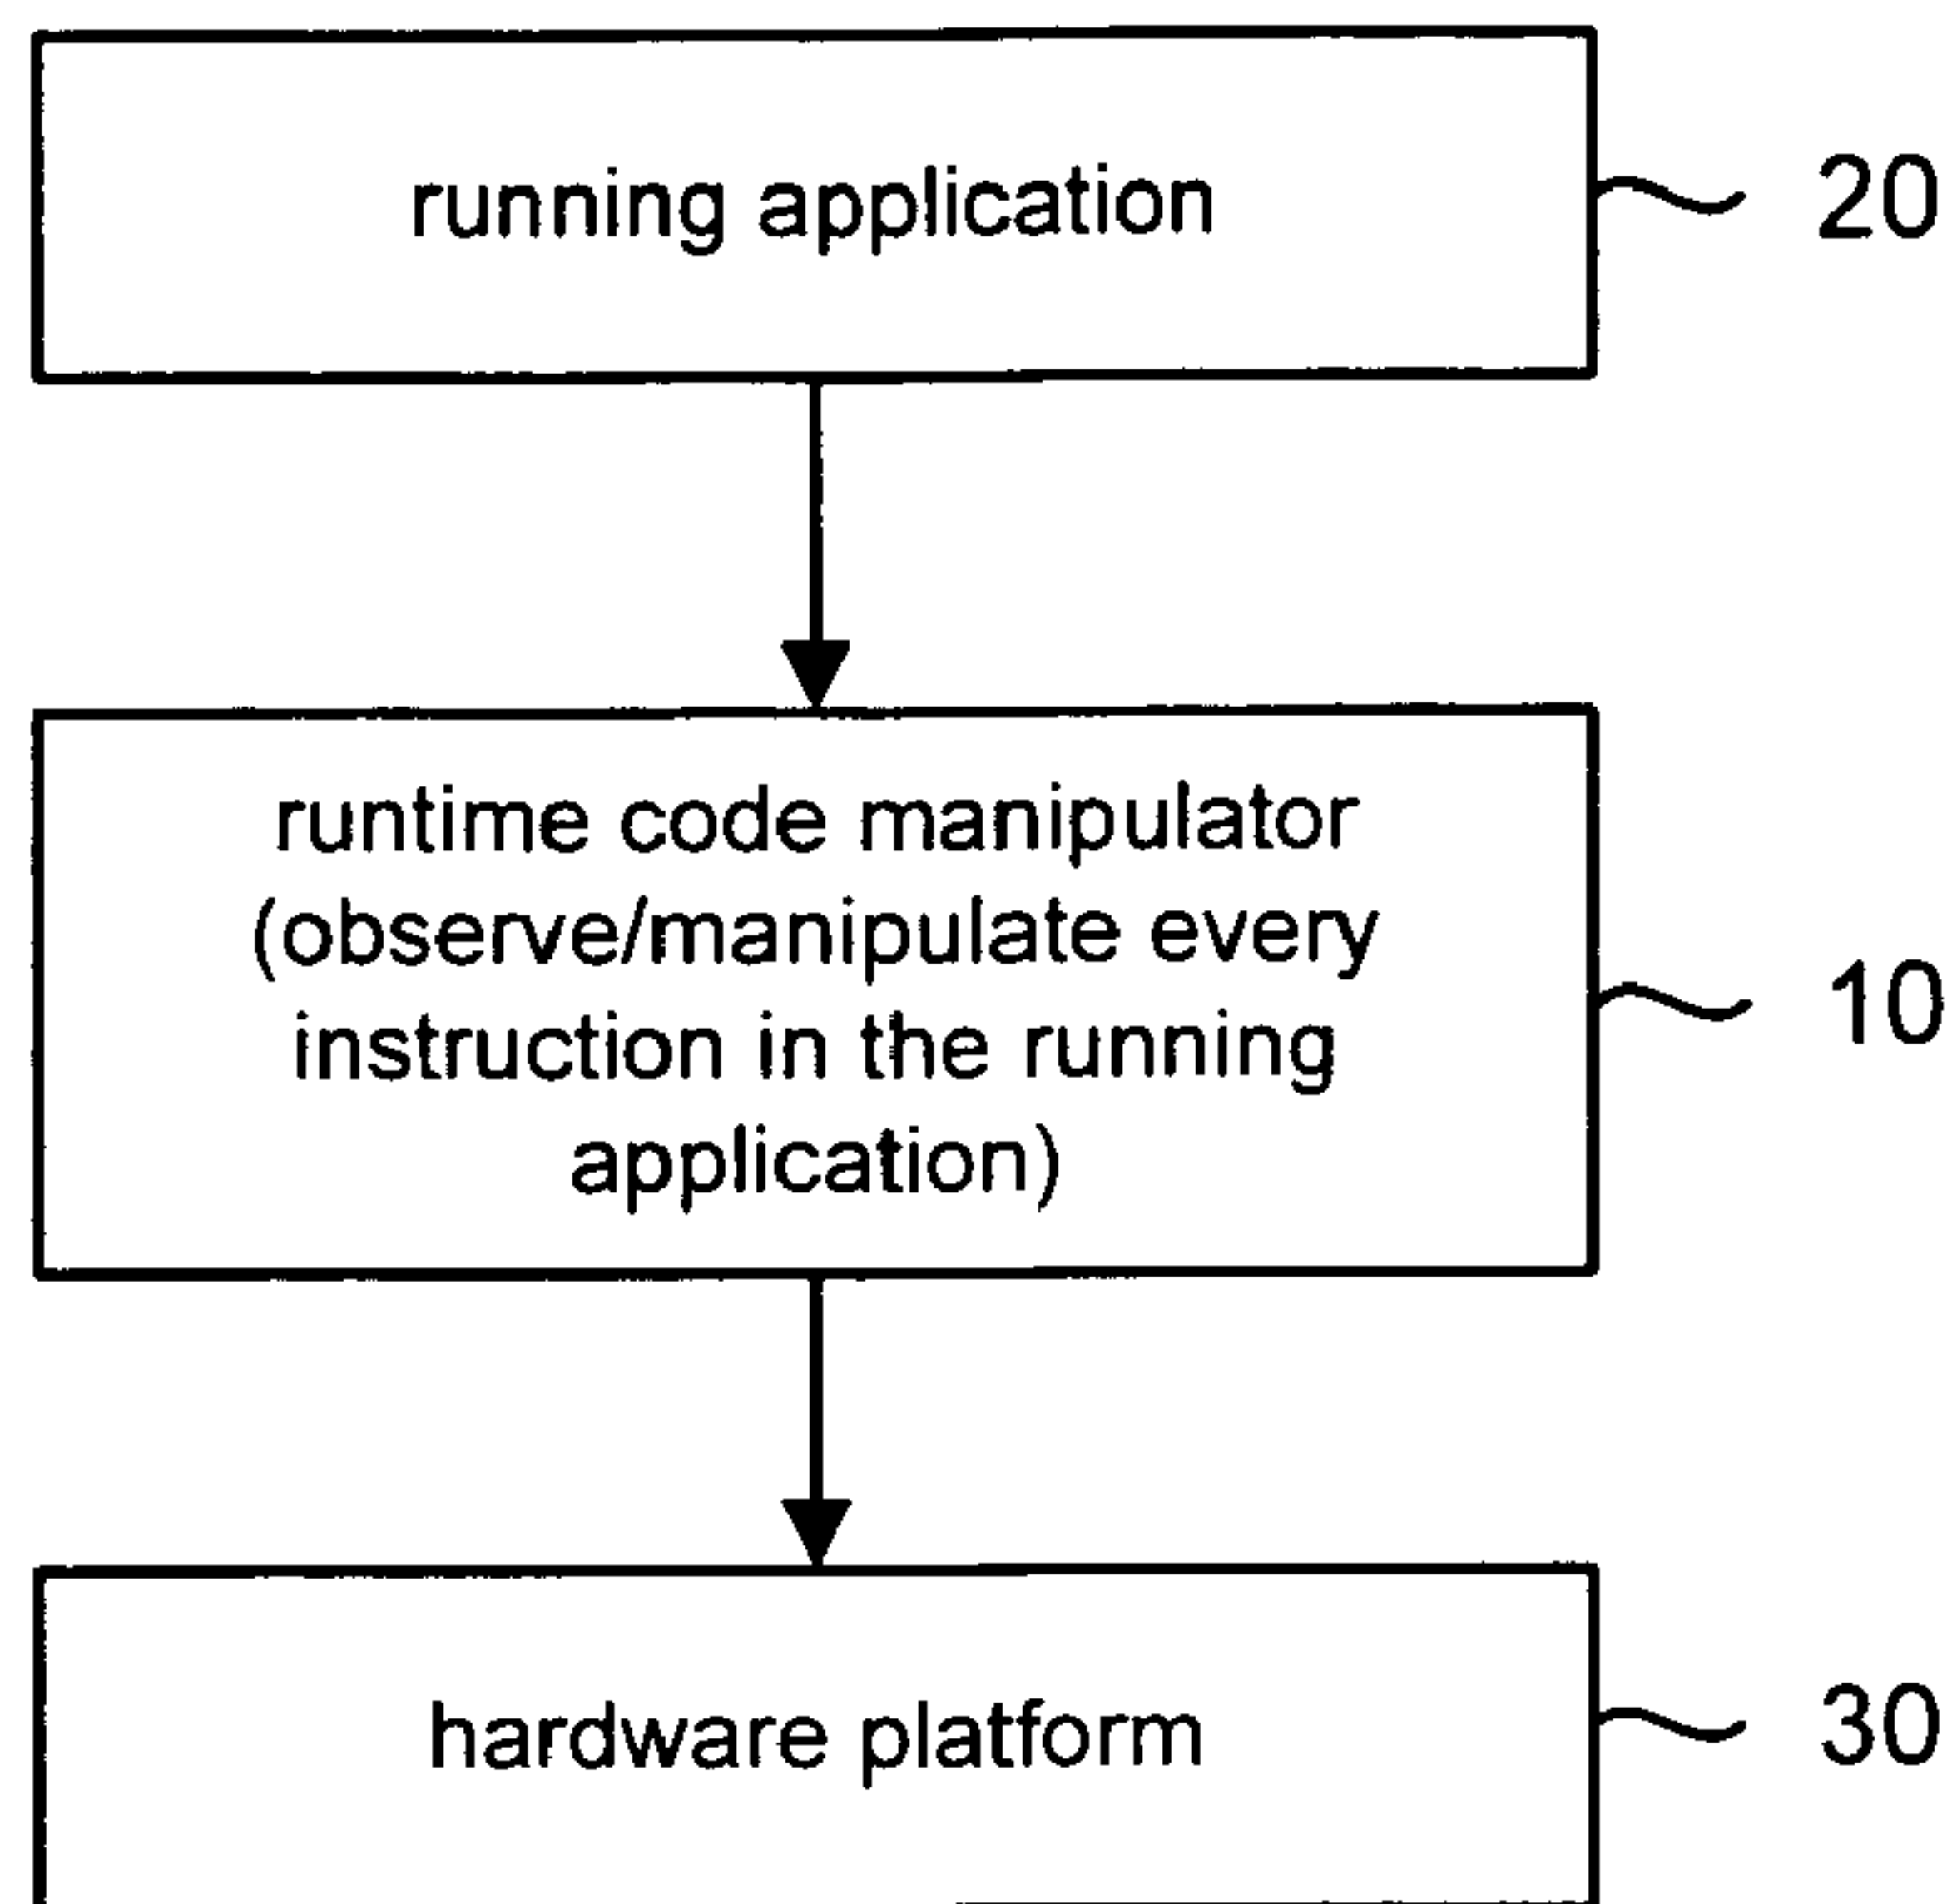 running application
20
runtime code manipulator
(observe/manipulate every
instruction in the running
application)
10
hardware platform
30